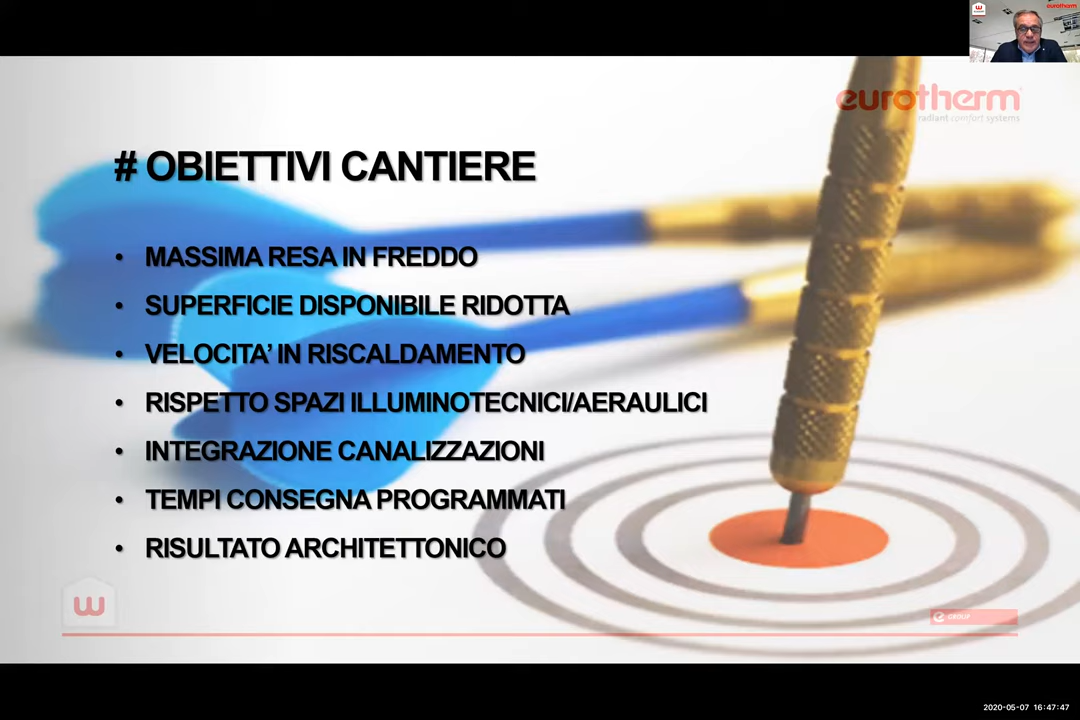 eurotherm
eurotherm
radiant comfort systems
# OBIETTIVI CANTIERE
• MASSIMA RESA IN FREDDO
• SUPERFICIE DISPONIBILE RIDOTTA
• VELOCITA’ IN RISCALDAMENTO
• RISPETTO SPAZI ILLUMINOTECNICI/AERAULICI
• INTEGRAZIONE CANALIZZAZIONI
• TEMPI CONSEGNA PROGRAMMATI
• RISULTATO ARCHITETTONICO
w
e GROUP
2020-05-07 16:47:47